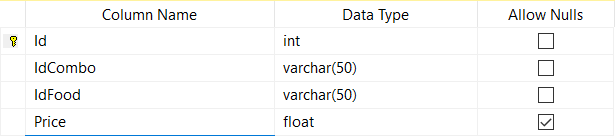 Column Name Data Type Allow Nulls
Id int
IdCombo varchar(50)
IdFood varchar(50)
Price float